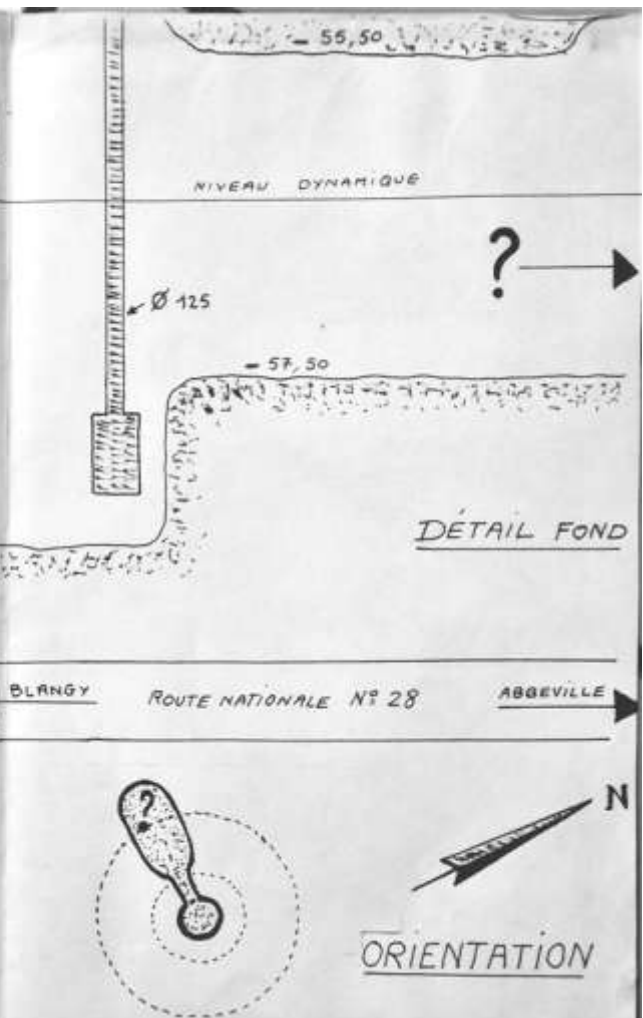 - 55,50
NIVEAU DYNAMIQUE
?
Ø 125
- 57,50
DÉTAIL FOND
BLANGY ROUTE NATIONALE Nº 28 ABBEVILLE
?
N
ORIENTATION